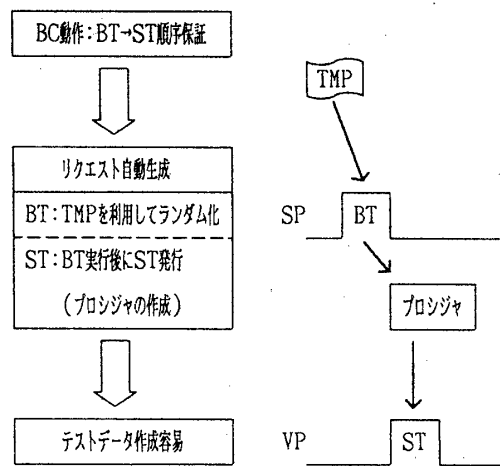 BC動作:BT→ST順序保証
リクエスト自動生成
BT:TMPを利用してランダム化
ST:BT実行後にST発行
(プロシジャの作成)
テストデータ作成容易
TMP
SP
BT
プロシジャ
VP
ST